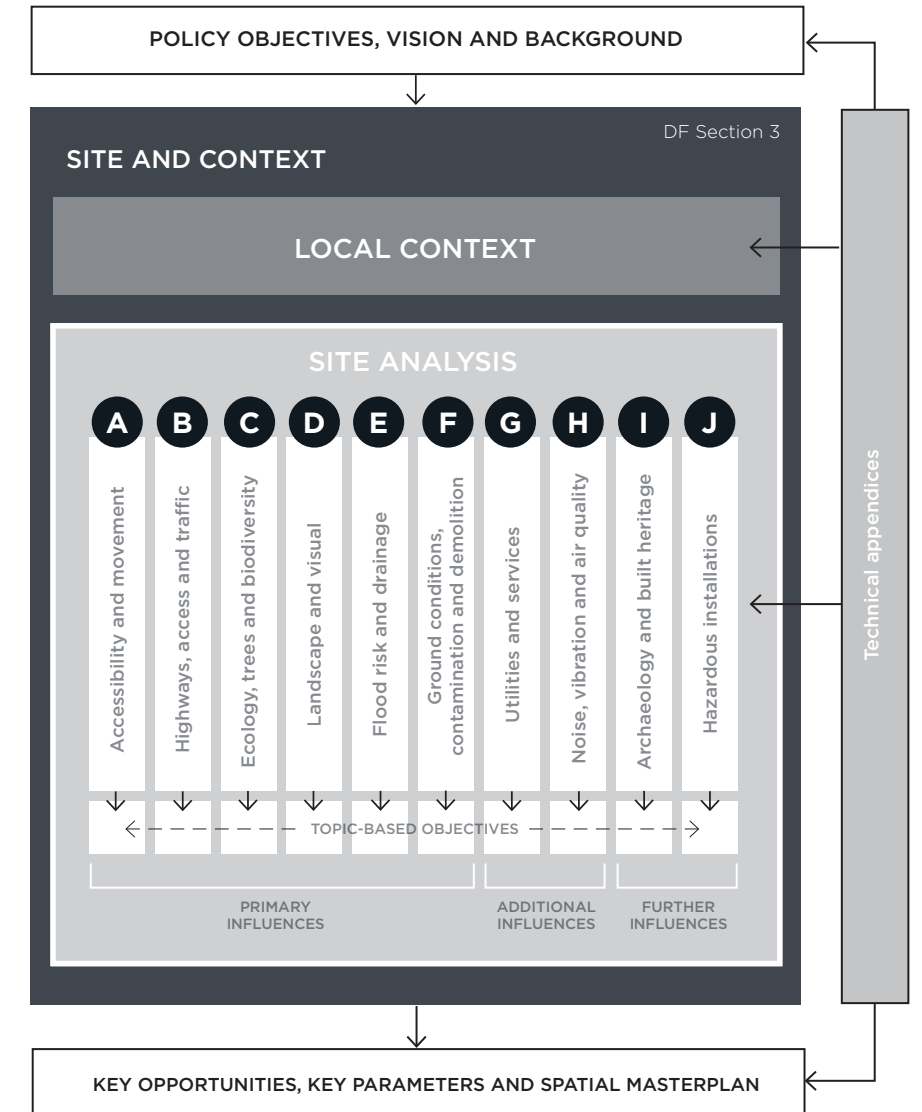 POLICY OBJECTIVES, VISION AND BACKGROUND
DF Section 3
SITE AND CONTEXT
LOCAL CONTEXT
SITE ANALYSIS
A
B
C
D
E
F
G
H
I
J
Accessibility and movement
Highways, access and traffic
Ecology, trees and biodiversity
Landscape and visual
Flood risk and drainage
Ground conditions,
contamination and demolition
Utilities and services
Noise, vibration and air quality
Archaeology and built heritage
Hazardous installations
Technical appendices
TOPIC-BASED OBJECTIVES
PRIMARY
INFLUENCES
ADDITIONAL
INFLUENCES
FURTHER
INFLUENCES
KEY OPPORTUNITIES, KEY PARAMETERS AND SPATIAL MASTERPLAN